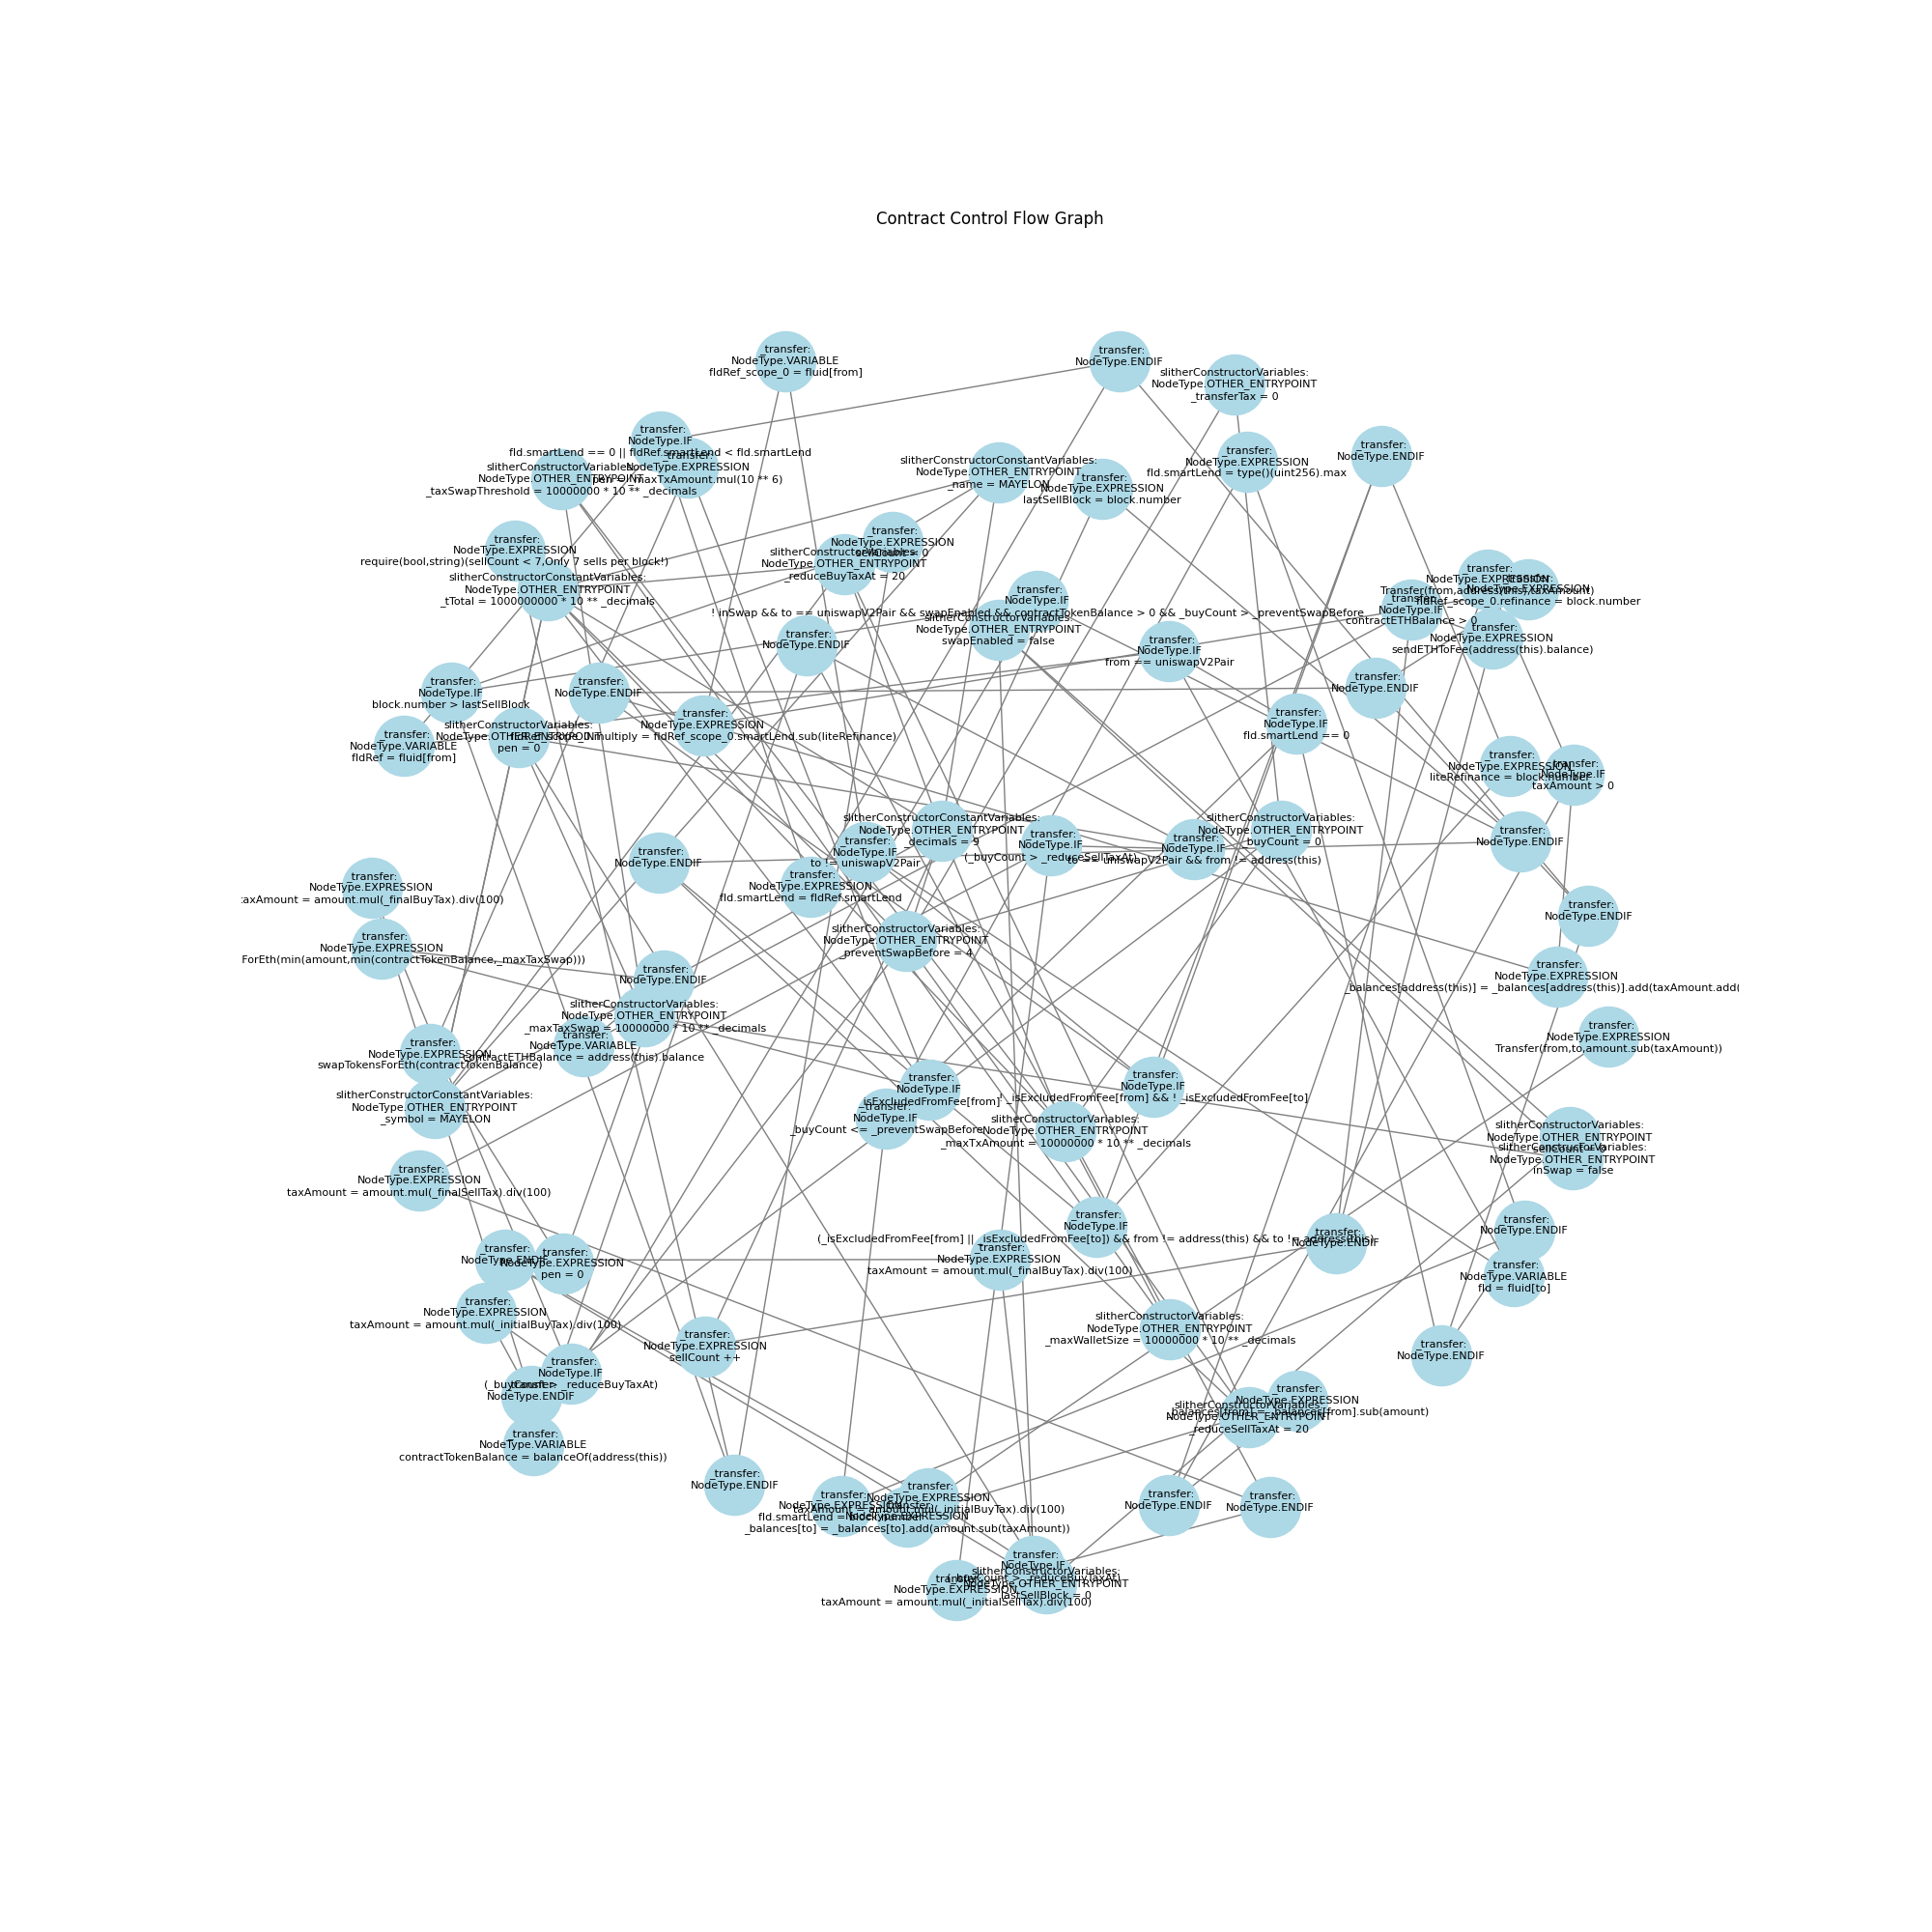 Contract Control Flow Graph
_transfer:
NodeType.VARIABLE
fldRef_scope_0 = fluid[from]
_transfer:
NodeType.ENDIF
slitherConstructorVariables:
NodeType.OTHER_ENTRYPOINT
_transferTax = 0
_transfer:
NodeType.IF
fld.smartLend == 0 || fldRef.smartLend < fld.smartLend
_transfer:
NodeType.EXPRESSION
pen = _maxTxAmount.mul(10 ** 6)
slitherConstructorVariables:
NodeType.OTHER_ENTRYPOINT
_taxSwapThreshold = 10000000 * 10 ** _decimals
slitherConstructorConstantVariables:
NodeType.OTHER_ENTRYPOINT
_name = MAYELON
_transfer:
NodeType.EXPRESSION
lastSellBlock = block.number
_transfer:
NodeType.EXPRESSION
fld.smartLend = type()(uint256).max
_transfer:
NodeType.ENDIF
_transfer:
NodeType.EXPRESSION
require(bool,string)(sellCount < 7,Only 7 sells per block!)
slitherConstructorConstantVariables:
NodeType.OTHER_ENTRYPOINT
_tTotal = 1000000000 * 10 ** _decimals
_transfer:
NodeType.EXPRESSION
sellCount = 0
slitherConstructorVariables:
NodeType.OTHER_ENTRYPOINT
_reduceBuyTaxAt = 20
_transfer:
NodeType.IF
! inSwap && to == uniswapV2Pair && swapEnabled && contractTokenBalance > 0 && _buyCount > _preventSwapBefore
slitherConstructorVariables:
NodeType.OTHER_ENTRYPOINT
swapEnabled = false
_transfer:
NodeType.EXPRESSION
Transfer(from,address(this),taxAmount)
_transfer:
NodeType.EXPRESSION
fldRef_scope_0.refinance = block.number
_transfer:
NodeType.IF
contractETHBalance > 0
_transfer:
NodeType.EXPRESSION
sendETHToFee(address(this).balance)
_transfer:
NodeType.ENDIF
_transfer:
NodeType.IF
from == uniswapV2Pair
_transfer:
NodeType.IF
block.number > lastSellBlock
_transfer:
NodeType.ENDIF
_transfer:
NodeType.ENDIF
_transfer:
NodeType.VARIABLE
fldRef = fluid[from]
slitherConstructorVariables:
NodeType.OTHER_ENTRYPOINT
pen = 0
_transfer:
NodeType.EXPRESSION
multiply = fldRef_scope_0.smartLend.sub(liteRefinance)
_transfer:
NodeType.IF
fld.smartLend == 0
_transfer:
NodeType.EXPRESSION
liteRefinance = block.number
_transfer:
NodeType.IF
taxAmount > 0
_transfer:
NodeType.ENDIF
_transfer:
NodeType.IF
to != uniswapV2Pair
slitherConstructorConstantVariables:
NodeType.OTHER_ENTRYPOINT
_decimals = 9
_transfer:
NodeType.IF
(_buyCount > _reduceSellTaxAt)
_transfer:
NodeType.IF
to == uniswapV2Pair && from != address(this)
slitherConstructorVariables:
NodeType.OTHER_ENTRYPOINT
_buyCount = 0
_transfer:
NodeType.ENDIF
_transfer:
NodeType.EXPRESSION
taxAmount = amount.mul(_finalBuyTax).div(100)
_transfer:
NodeType.EXPRESSION
fld.smartLend = fldRef.smartLend
_transfer:
NodeType.ENDIF
_transfer:
NodeType.EXPRESSION
ForEth(min(amount,min(contractTokenBalance,_maxTaxSwap)))
slitherConstructorVariables:
NodeType.OTHER_ENTRYPOINT
_preventSwapBefore = 4
_transfer:
NodeType.ENDIF
_transfer:
NodeType.EXPRESSION
_balances[address(this)] = _balances[address(this)].add(taxAmount.add(
slitherConstructorVariables:
NodeType.OTHER_ENTRYPOINT
_maxTaxSwap = 10000000 * 10 ** _decimals
_transfer:
NodeType.VARIABLE
contractETHBalance = address(this).balance
_transfer:
NodeType.EXPRESSION
swapTokensForEth(contractTokenBalance)
_transfer:
NodeType.EXPRESSION
Transfer(from,to,amount.sub(taxAmount))
slitherConstructorConstantVariables:
NodeType.OTHER_ENTRYPOINT
_symbol = MAYELON
_transfer:
NodeType.IF
isExcludedFromFee[from]
_transfer:
NodeType.IF
_buyCount <= _preventSwapBefore
_transfer:
NodeType.IF
! _isExcludedFromFee[from] && ! _isExcludedFromFee[to]
slitherConstructorVariables:
NodeType.OTHER_ENTRYPOINT
_maxTxAmount = 10000000 * 10 ** _decimals
slitherConstructorVariables:
NodeType.OTHER_ENTRYPOINT
sellCount = 0
slitherConstructorVariables:
NodeType.OTHER_ENTRYPOINT
inSwap = false
_transfer:
NodeType.EXPRESSION
taxAmount = amount.mul(_finalSellTax).div(100)
_transfer:
NodeType.IF
(_isExcludedFromFee[from] || _isExcludedFromFee[to]) && from != address(this) && to != address(this)
_transfer:
NodeType.ENDIF
_transfer:
NodeType.ENDIF
_transfer:
NodeType.ENDIF
_transfer:
NodeType.EXPRESSION
pen = 0
_transfer:
NodeType.EXPRESSION
taxAmount = amount.mul(_finalBuyTax).div(100)
_transfer:
NodeType.VARIABLE
fld = fluid[to]
_transfer:
NodeType.EXPRESSION
taxAmount = amount.mul(_initialBuyTax).div(100)
slitherConstructorVariables:
NodeType.OTHER_ENTRYPOINT
_maxWalletSize = 10000000 * 10 ** _decimals
_transfer:
NodeType.EXPRESSION
sellCount ++
_transfer:
NodeType.ENDIF
_transfer:
NodeType.IF
(_buyCount > _reduceBuyTaxAt)
_transfer:
NodeType.ENDIF
_transfer:
NodeType.VARIABLE
contractTokenBalance = balanceOf(address(this))
_transfer:
NodeType.EXPRESSION
_balances[from] = _balances[from].sub(amount)
slitherConstructorVariables:
NodeType.OTHER_ENTRYPOINT
_reduceSellTaxAt = 20
_transfer:
NodeType.ENDIF
_transfer:
NodeType.EXPRESSION
fld.smartLend = block.number
_transfer:
NodeType.EXPRESSION
taxAmount = amount.mul(_initialBuyTax).div(100)
_transfer:
NodeType.EXPRESSION
_balances[to] = _balances[to].add(amount.sub(taxAmount))
_transfer:
NodeType.ENDIF
_transfer:
NodeType.ENDIF
_transfer:
NodeType.IF
(_buyCount > _reduceBuyTaxAt)
slitherConstructorVariables:
NodeType.OTHER_ENTRYPOINT
lastSellBlock = 0
_transfer:
NodeType.EXPRESSION
taxAmount = amount.mul(_initialSellTax).div(100)